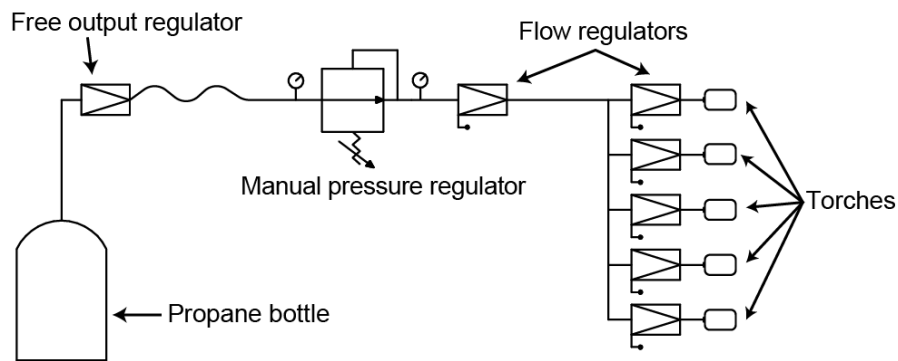 Free output regulator
Flow regulators
Manual pressure regulator
Torches
Propane bottle